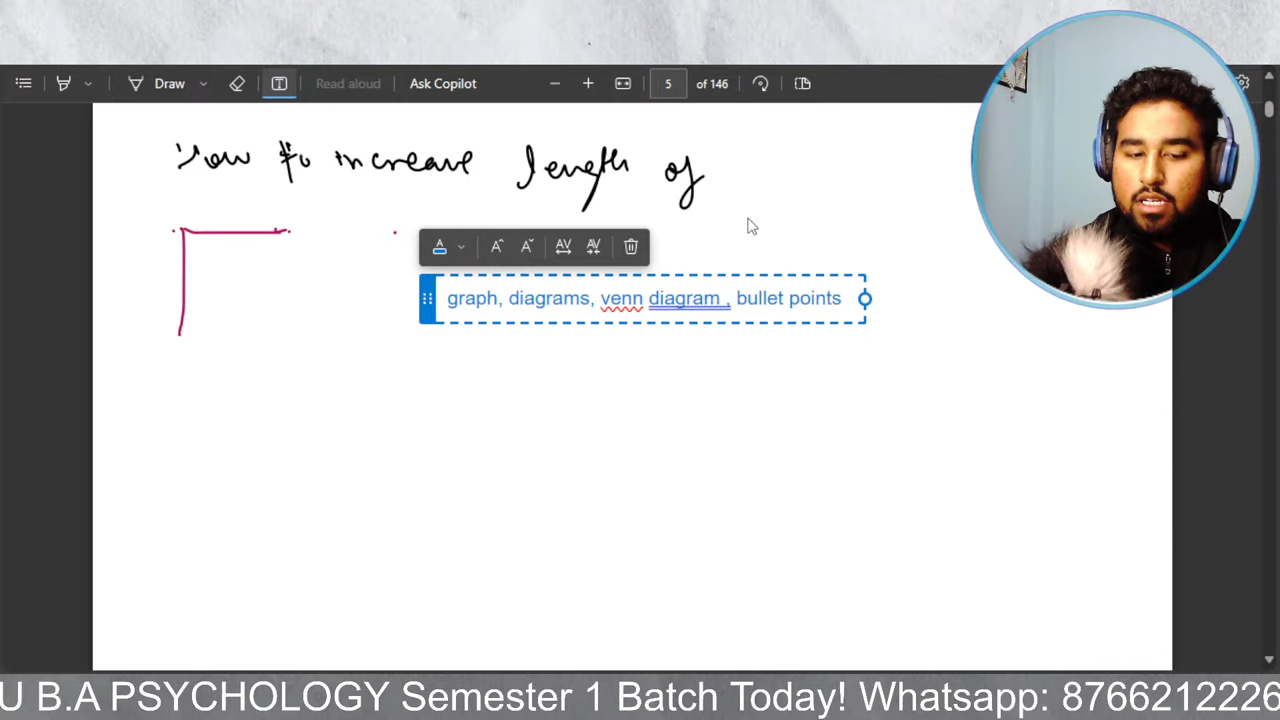 Draw
Read aloud
Ask Copilot
5 of 146
How to increase length of
graph, diagrams, venn diagram , bullet points
U B.A PSYCHOLOGY Semester 1 Batch Today! Whatsapp: 8766212226